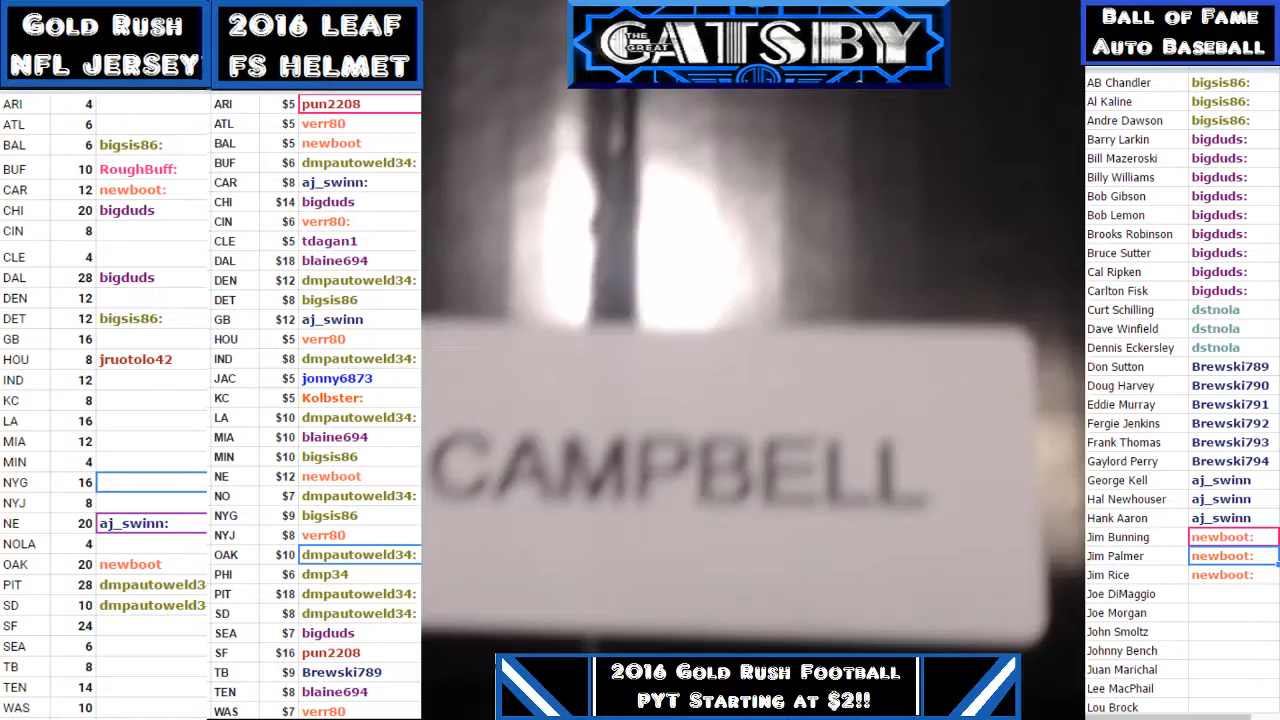 Gold Rush
NFL JERSEY
ARI 4
ATL 6
BAL 6 bigsis86:
BUF 10 RoughBuff:
CAR 12 newboot:
CHI 20 bigduds
CIN 8
CLE 4
DAL 28 bigduds
DEN 12
DET 12 bigsis86:
GB 16
HOU 8 jruotolo42
IND 12
KC 8
LA 16
MIA 12
MIN 4
NYG 16
NYJ 8
NE 20 aj_swinn:
NOLA 4
OAK 20 newboot
PIT 28 dmpautoweld3
SD 10 dmpautoweld3
SF 24
SEA 6
TB 8
TEN 14
WAS 10
2016 LEAF
FS HELMET
ARI $5 pun2208
ATL $5 verr80
BAL $5 newboot
BUF $6 dmpautoweld34:
CAR $8 aj_swinn:
CHI $14 bigduds
CIN $6 verr80:
CLE $5 tdagan1
DAL $18 blaine694
DEN $12 dmpautoweld34:
DET $8 bigsis86
GB $12 aj_swinn
HOU $5 verr80
IND $8 dmpautoweld34:
JAC $5 jonny6873
KC $5 Kolbster:
LA $10 dmpautoweld34:
MIA $10 blaine694
MIN $10 bigsis86
NE $12 newboot
NO $7 dmpautoweld34:
NYG $9 bigsis86
NYJ $8 verr80
OAK $10 dmpautoweld34:
PHI $6 dmp34
PIT $18 dmpautoweld34:
SD $8 dmpautoweld34:
SEA $7 bigduds
SF $16 pun2208
TB $9 Brewski789
TEN $8 blaine694
WAS $7 verr80
THE GREAT GATSBY
CAMPBELL
2016 Gold Rush Football
PYT Starting at $2!!
Ball of Fame
Auto Baseball
AB Chandler bigsis86:
Al Kaline bigsis86:
Andre Dawson bigsis86:
Barry Larkin bigduds:
Bill Mazeroski bigduds:
Billy Williams bigduds:
Bob Gibson bigduds:
Bob Lemon bigduds:
Brooks Robinson bigduds:
Bruce Sutter bigduds:
Cal Ripken bigduds:
Carlton Fisk bigduds:
Curt Schilling dstnola
Dave Winfield dstnola
Dennis Eckersley dstnola
Don Sutton Brewski789
Doug Harvey Brewski790
Eddie Murray Brewski791
Fergie Jenkins Brewski792
Frank Thomas Brewski793
Gaylord Perry Brewski794
George Kell aj_swinn
Hal Newhouser aj_swinn
Hank Aaron aj_swinn
Jim Bunning newboot:
Jim Palmer newboot:
Jim Rice newboot:
Joe DiMaggio
Joe Morgan
John Smoltz
Johnny Bench
Juan Marichal
Lee MacPhail
Lou Brock